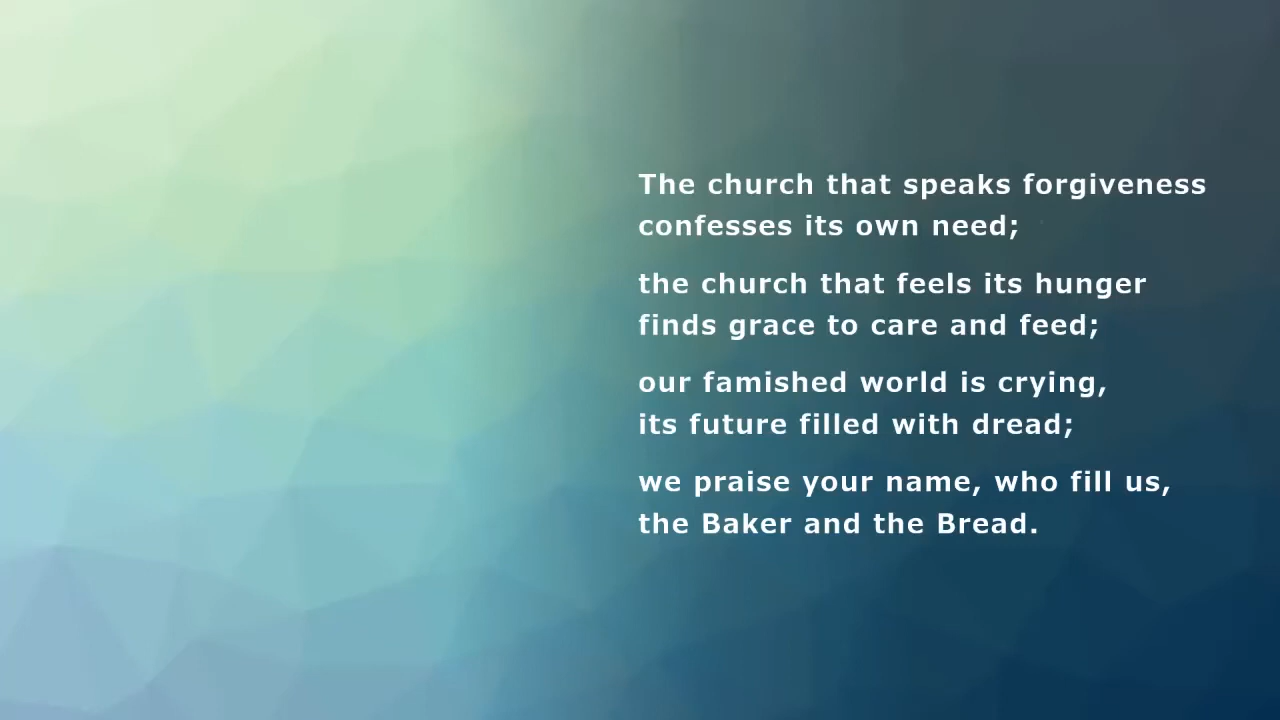 The church that speaks forgiveness
confesses its own need;
the church that feels its hunger
finds grace to care and feed;
our famished world is crying,
its future filled with dread;
we praise your name, who fill us,
the Baker and the Bread.